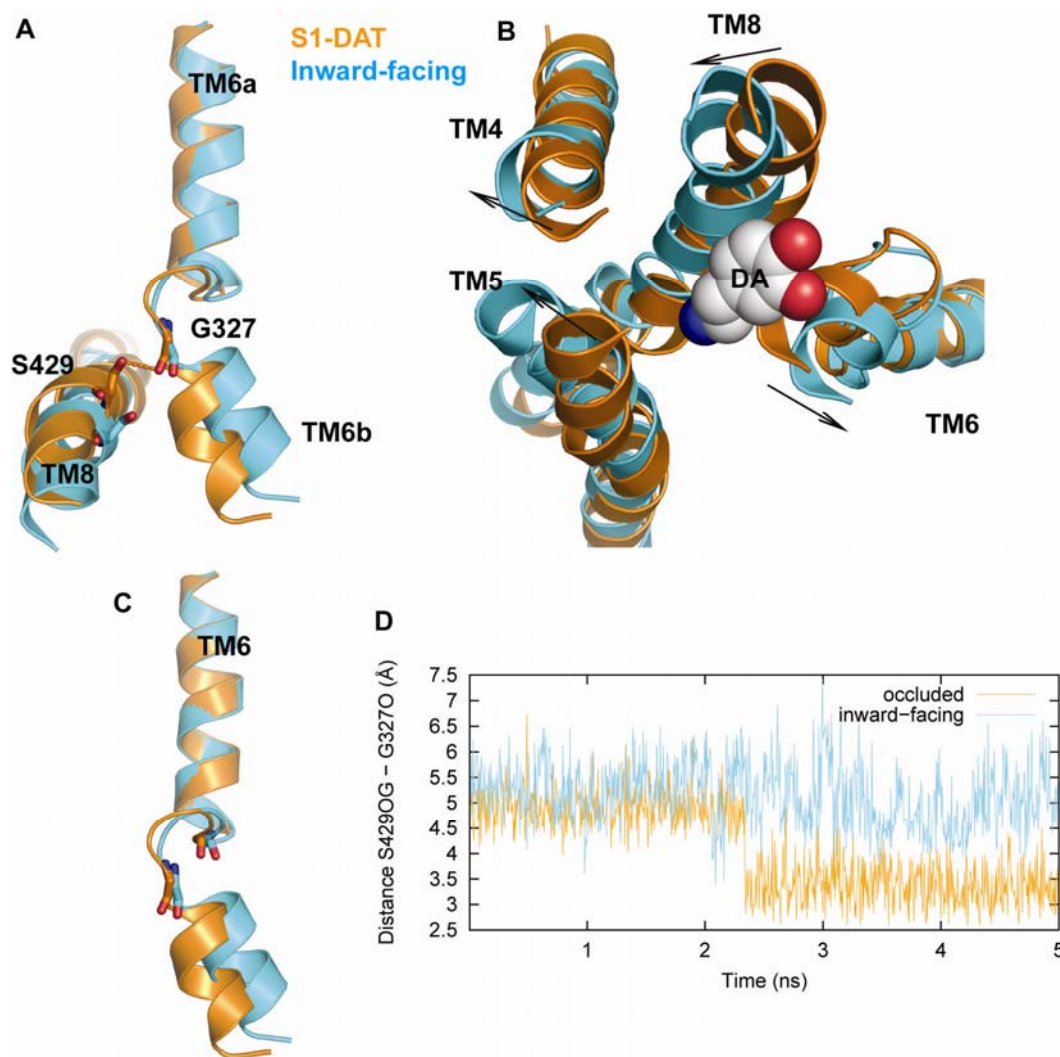 A
S1-DAT
Inward-facing
TM6a
G327
S429
TM6b
TM8
B
TM8
TM4
TM5
DA
TM6
C
TM6
D
Distance S429OG – G327O (Å)
7.5
7
6.5
6
5.5
5
4.5
4
3.5
3
2.5
occluded
inward–facing
1
2
3
4
5
Time (ns)